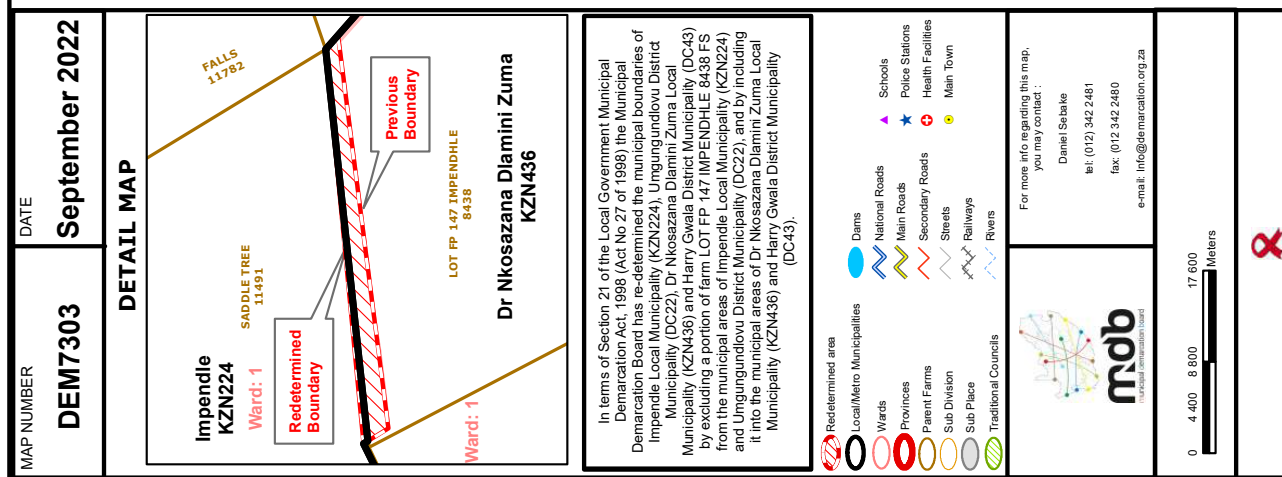 MAP NUMBER
DEM7303
DATE
September 2022
DETAIL MAP
Impendle
KZN224
Ward: 1
SADDLE TREE
11491
FALLS
11782
Redetermined
Boundary
Previous
Boundary
LOT FP 147 IMPENDHLE
8438
Ward: 1
Dr Nkosazana Dlamini Zuma
KZN436
In terms of Section 21 of the Local Government Municipal
Demarcation Act, 1998 (Act No 27 of 1998) the Municipal
Demarcation Board has re-determined the municipal boundaries of
Impendle Local Municipality (KZN224), Umgungundovu District
Municipality (DC22), Dr Nkosazana Dlamini Zuma Local
Municipality (KZN436) and Harry Gwala District Municipality (DC43)
by excluding a portion of farm LOT FP 147 IMPENDHLE 8438 FS
from the municipal areas of Impende Local Municipality (KZN224)
and Umgungundovu District Municipality (DC22), and by including
it into the municipal areas of Dr Nkosazana Dlamini Zuma Local
Municipality (KZN436) and Harry Gwala District Municipality
(DC43).
Redetermined area
Local/Metro Municipalities
Wards
Provinces
Parent Farms
Sub Division
Sub Place
Traditional Councils
Dams
National Roads
Main Roads
Secondary Roads
Streets
Railways
Rivers
Schools
Police Stations
Health Facilities
Main Town
mdb
municipal demarcation board
For more info regarding this map,
you may contact :
Daniel Sebake
tel: (012) 342 2481
fax: (012 342 2480
e-mail: Info@demarcation.org.za
0 4 400 8 800 17 600
Meters
&